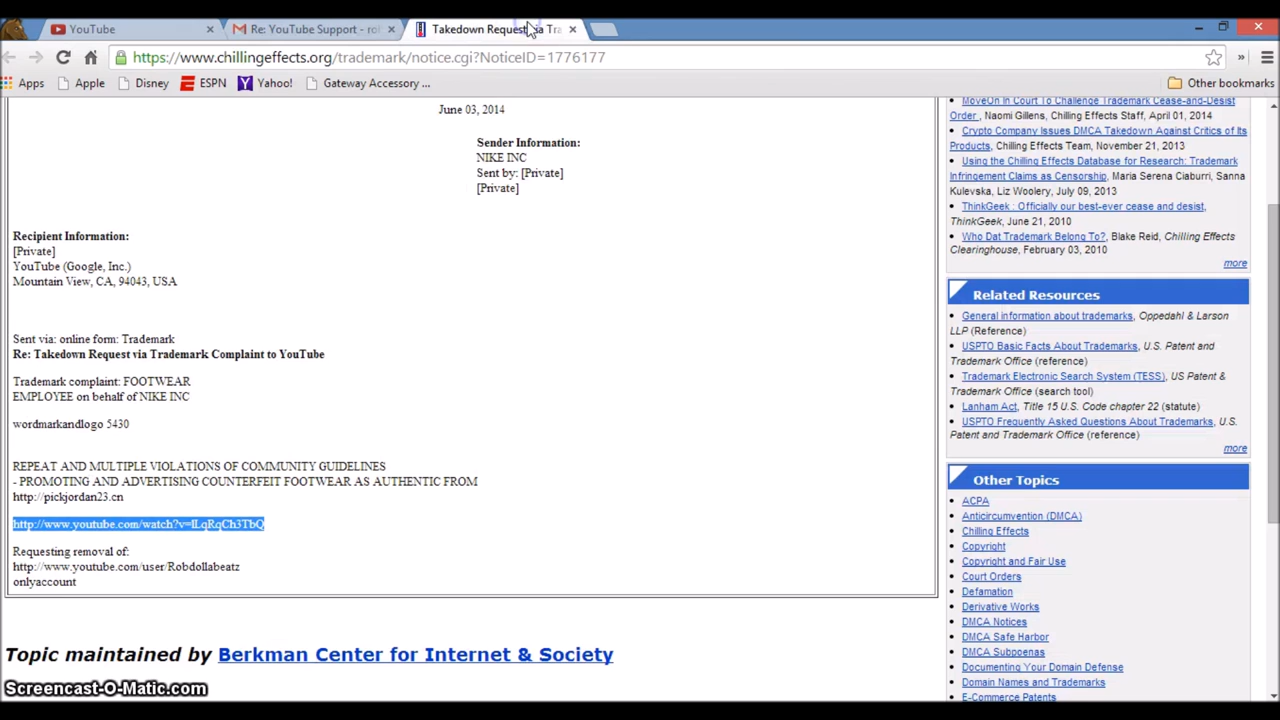 YouTube
Re: YouTube Support - ro
Takedown Request via Tra
https://www.chillingeffects.org/trademark/notice.cgi?NoticeID=1776177
Apps
Apple
Disney
ESPN
Yahoo!
Gateway Accessory ...
Other bookmarks
June 03, 2014
Sender Information:
NIKE INC
Sent by: [Private]
[Private]
Recipient Information:
[Private]
YouTube (Google, Inc.)
Mountain View, CA, 94043, USA
Sent via: online form: Trademark
Re: Takedown Request via Trademark Complaint to YouTube
Trademark complaint: FOOTWEAR
EMPLOYEE on behalf of NIKE INC
wordmarkandlogo 5430
REPEAT AND MULTIPLE VIOLATIONS OF COMMUNITY GUIDELINES
- PROMOTING AND ADVERTISING COUNTERFEIT FOOTWEAR AS AUTHENTIC FROM
http://pickjordan23.cn
http://www.youtube.com/watch?v=lLqRqCh3TbQ
Requesting removal of:
http://www.youtube.com/user/Robdollabeatz
onlyaccount
Topic maintained by Berkman Center for Internet & Society
Screencast-O-Matic.com
MoveOn In Court To Challenge Trademark Cease-and-Desist
Order , Naomi Gillens, Chilling Effects Staff, April 01, 2014
Crypto Company Issues DMCA Takedown Against Critics of Its
Products, Chilling Effects Team, November 21, 2013
Using the Chilling Effects Database for Research: Trademark
Infringement Claims as Censorship, Maria Serena Ciaburri, Sanna
Kulevska, Liz Woolery, July 09, 2013
ThinkGeek : Officially our best-ever cease and desist,
ThinkGeek, June 21, 2010
Who Dat Trademark Belong To?, Blake Reid, Chilling Effects
Clearinghouse, February 03, 2010
more
Related Resources
General information about trademarks, Oppedahl & Larson
LLP (Reference)
USPTO Basic Facts About Trademarks, U.S. Patent and
Trademark Office (reference)
Trademark Electronic Search System (TESS), US Patent &
Trademark Office (search tool)
Lanham Act, Title 15 U.S. Code chapter 22 (statute)
USPTO Frequently Asked Questions About Trademarks, U.S.
Patent and Trademark Office (reference)
more
Other Topics
ACPA
Anticircumvention (DMCA)
Chilling Effects
Copyright
Copyright and Fair Use
Court Orders
Defamation
Derivative Works
DMCA Notices
DMCA Safe Harbor
DMCA Subpoenas
Documenting Your Domain Defense
Domain Names and Trademarks
E-Commerce Patents